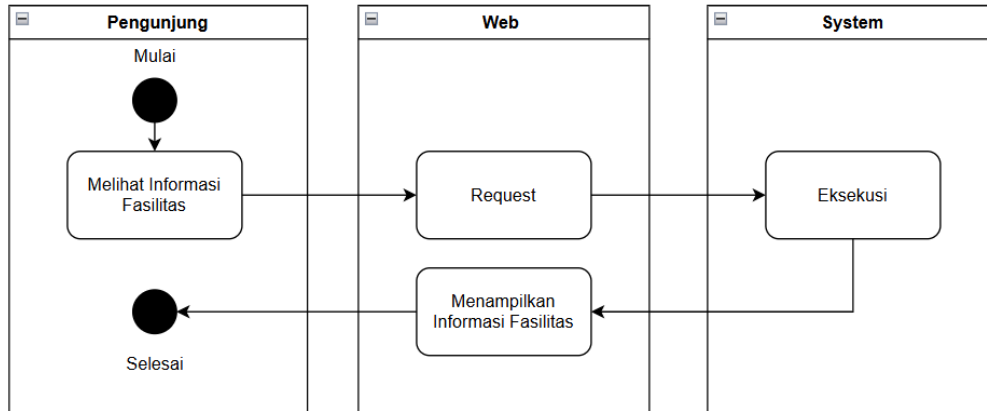 Pengunjung
Web
System
Mulai
Melihat Informasi
Fasilitas
Request
Eksekusi
Menampilkan
Informasi Fasilitas
Selesai